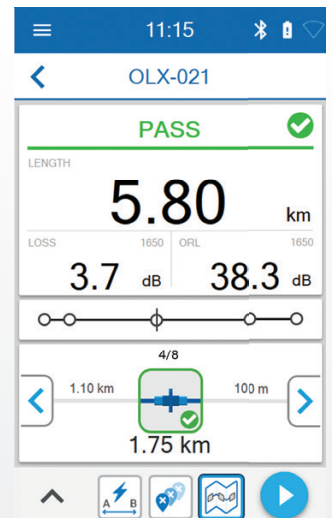 11:15
OLX-021
PASS
LENGTH
5.80 km
LOSS 1650 ORL 1650
3.7 dB 38.3 dB
4/8
1.10 km 100 m
1.75 km
A B